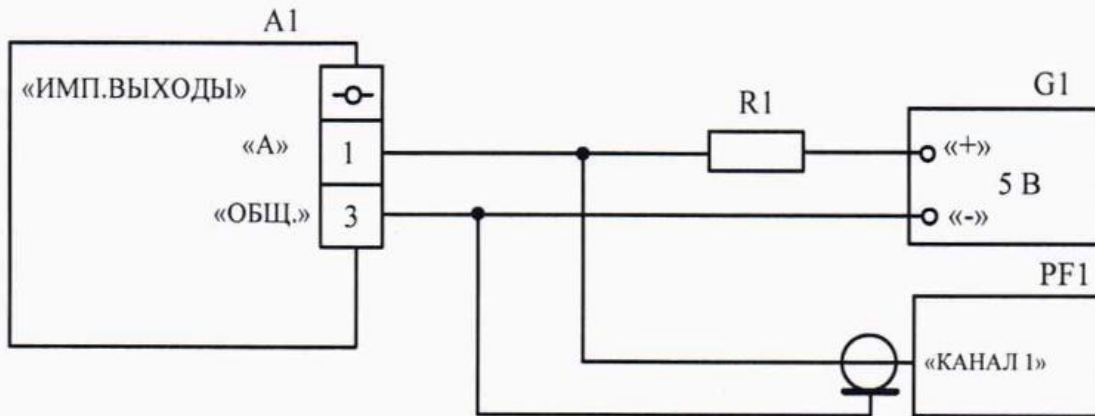 A1
«ИМП.ВЫХОДЫ»
«А»
1
«ОБЩ.»
3
R1
G1
«+»
5 В
«-»
PF1
«КАНАЛ 1»